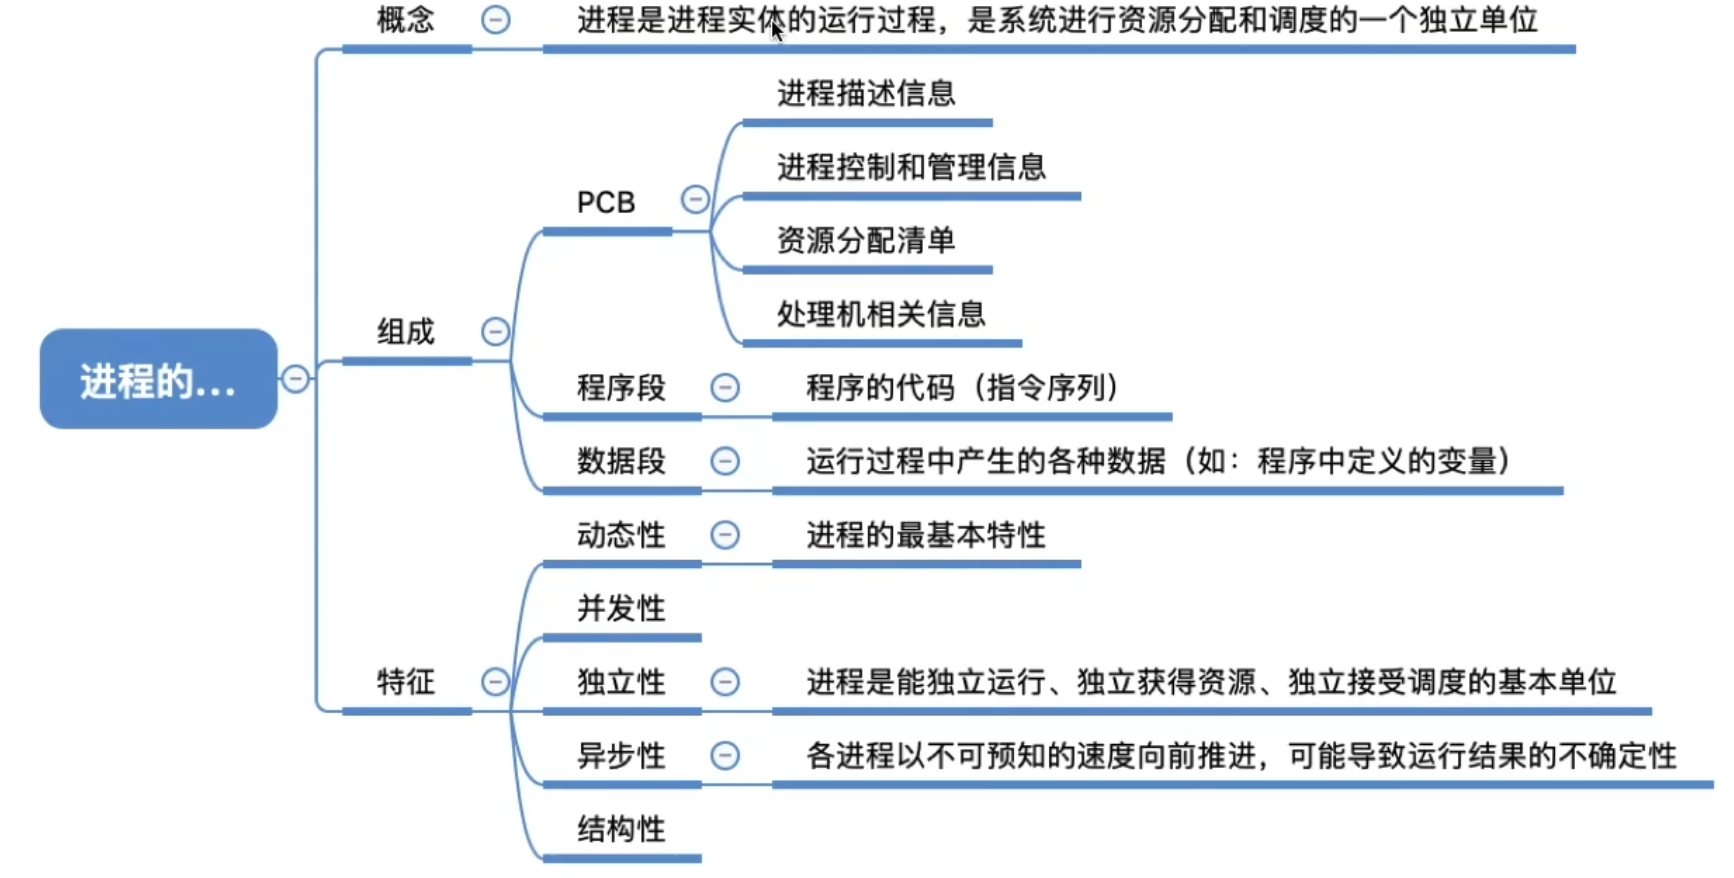 概念
进程是进程实体的运行过程，是系统进行资源分配和调度的一个独立单位
进程描述信息
进程控制和管理信息
PCB
资源分配清单
处理机相关信息
组成
进程的...
程序段
程序的代码（指令序列）
数据段
运行过程中产生的各种数据（如：程序中定义的变量）
动态性
进程的最基本特性
并发性
特征
独立性
进程是能独立运行、独立获得资源、独立接受调度的基本单位
异步性
各进程以不可预知的速度向前推进，可能导致运行结果的不确定性
结构性